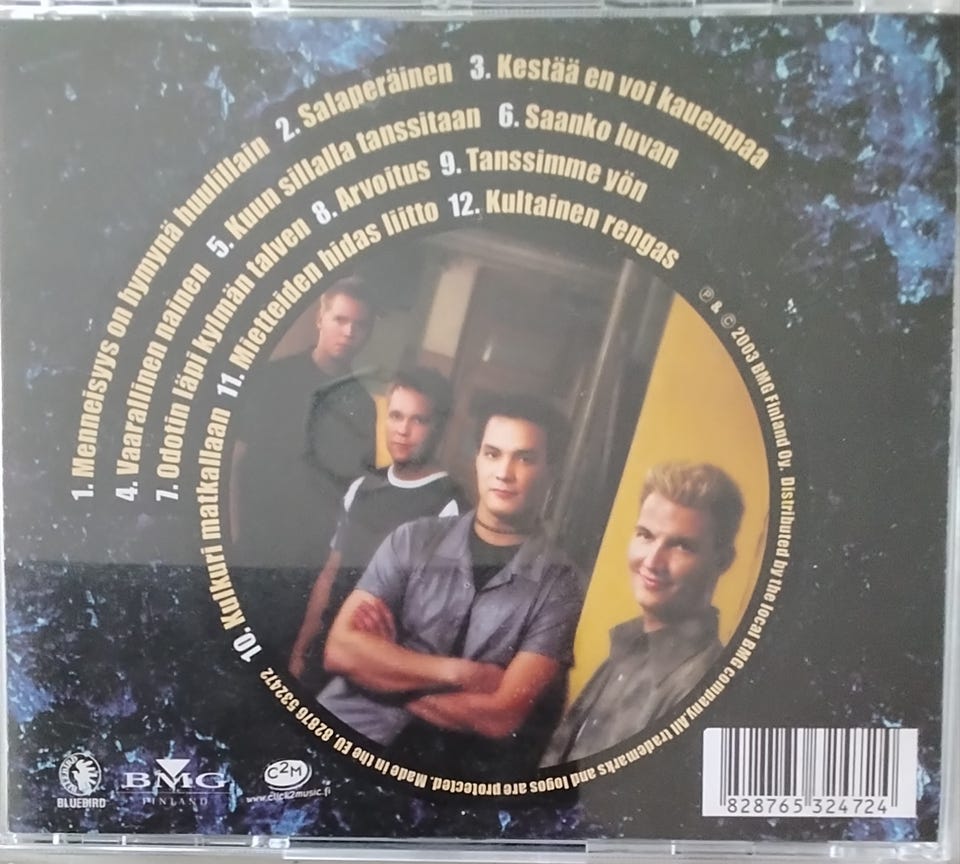 1. Menneisyys on hymynä huulillain 2. Salaperäinen 3. Kestää en voi kauempaa
4. Vaarallinen nainen 5. Kuun sillalla tanssitaan 6. Saanko luvan
7. Odotin läpi kylmän talven 8. Arvoitus 9. Tanssimme yön
10. Kulkuri matkallaan 11. Mietteiden hidas liitto 12. Kultainen rengas
℗ & © 2003 BMG Finland Oy. Distributed by the local BMG company. All trademarks and logos are protected. Made in the EU. 82876 532472
BLUEBIRD
BLUEBIRD
BMG
FINLAND
C2M
www.click2music.fi
828765 324724